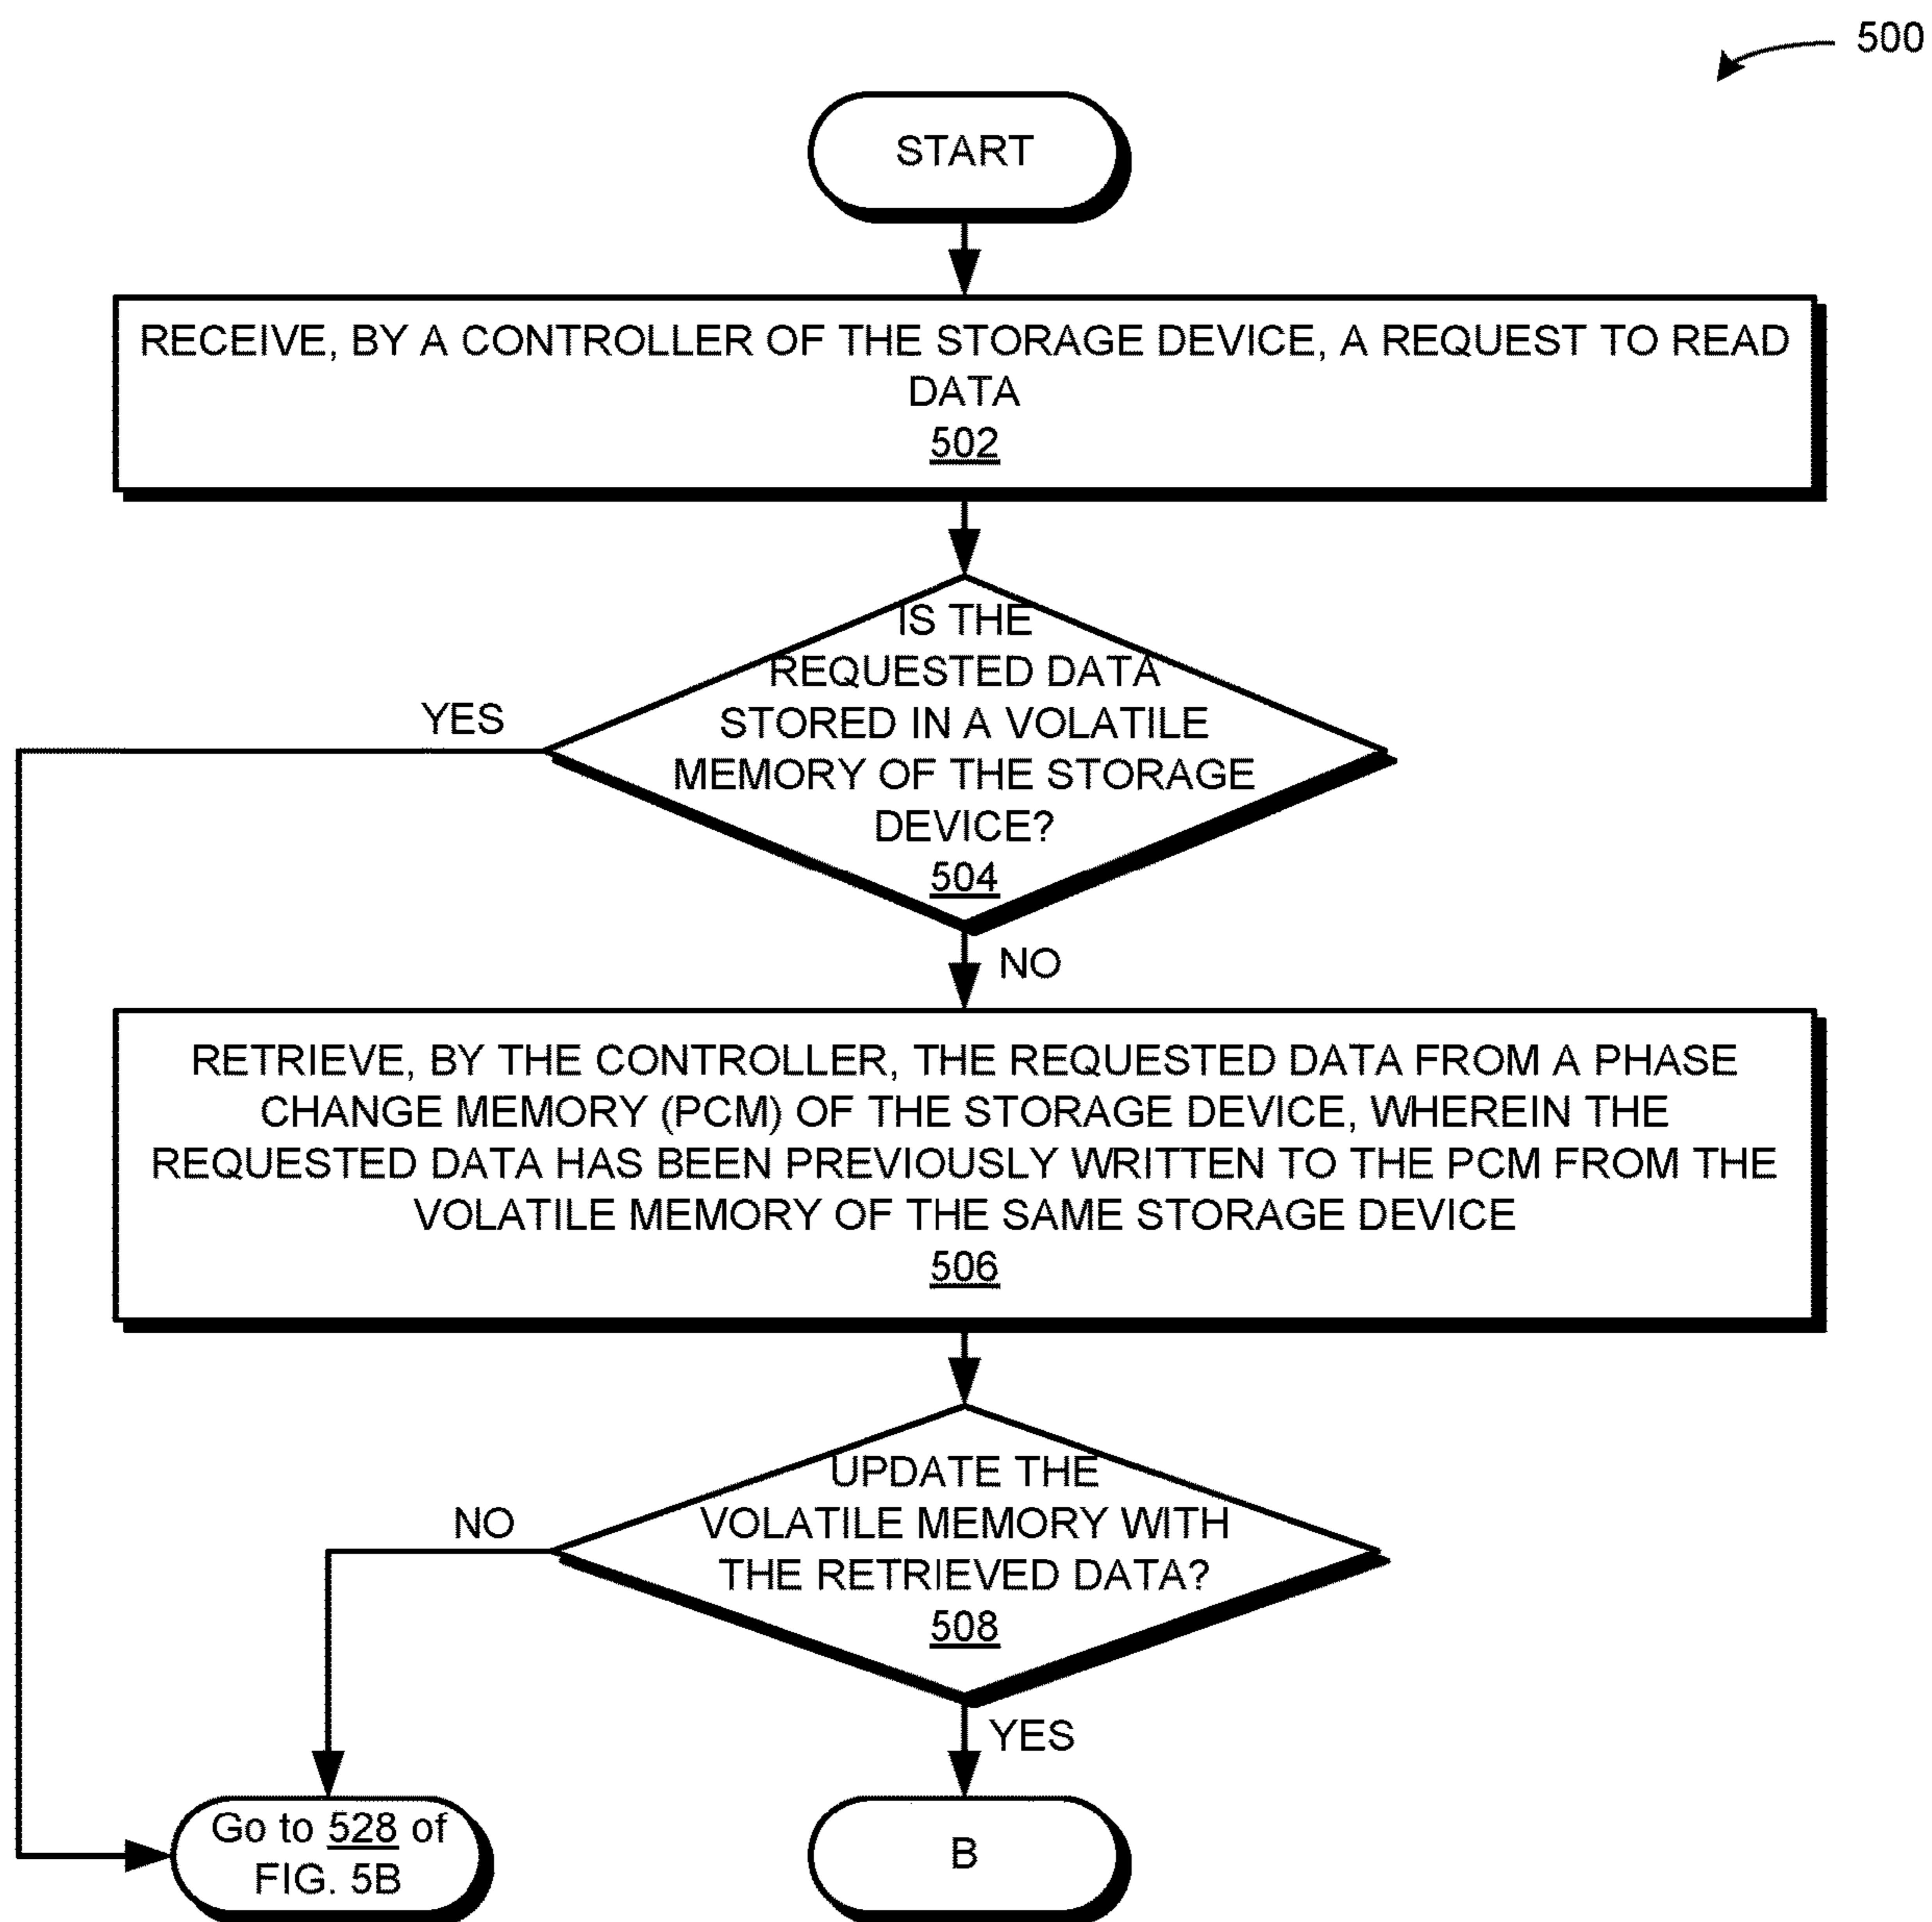 500
START
RECEIVE, BY A CONTROLLER OF THE STORAGE DEVICE, A REQUEST TO READ
DATA
502
IS THE
REQUESTED DATA
STORED IN A VOLATILE
MEMORY OF THE STORAGE
DEVICE?
504
YES
NO
RETRIEVE, BY THE CONTROLLER, THE REQUESTED DATA FROM A PHASE
CHANGE MEMORY (PCM) OF THE STORAGE DEVICE, WHEREIN THE
REQUESTED DATA HAS BEEN PREVIOUSLY WRITTEN TO THE PCM FROM THE
VOLATILE MEMORY OF THE SAME STORAGE DEVICE
506
UPDATE THE
VOLATILE MEMORY WITH
THE RETRIEVED DATA?
508
NO
YES
Go to 528 of
FIG. 5B
B